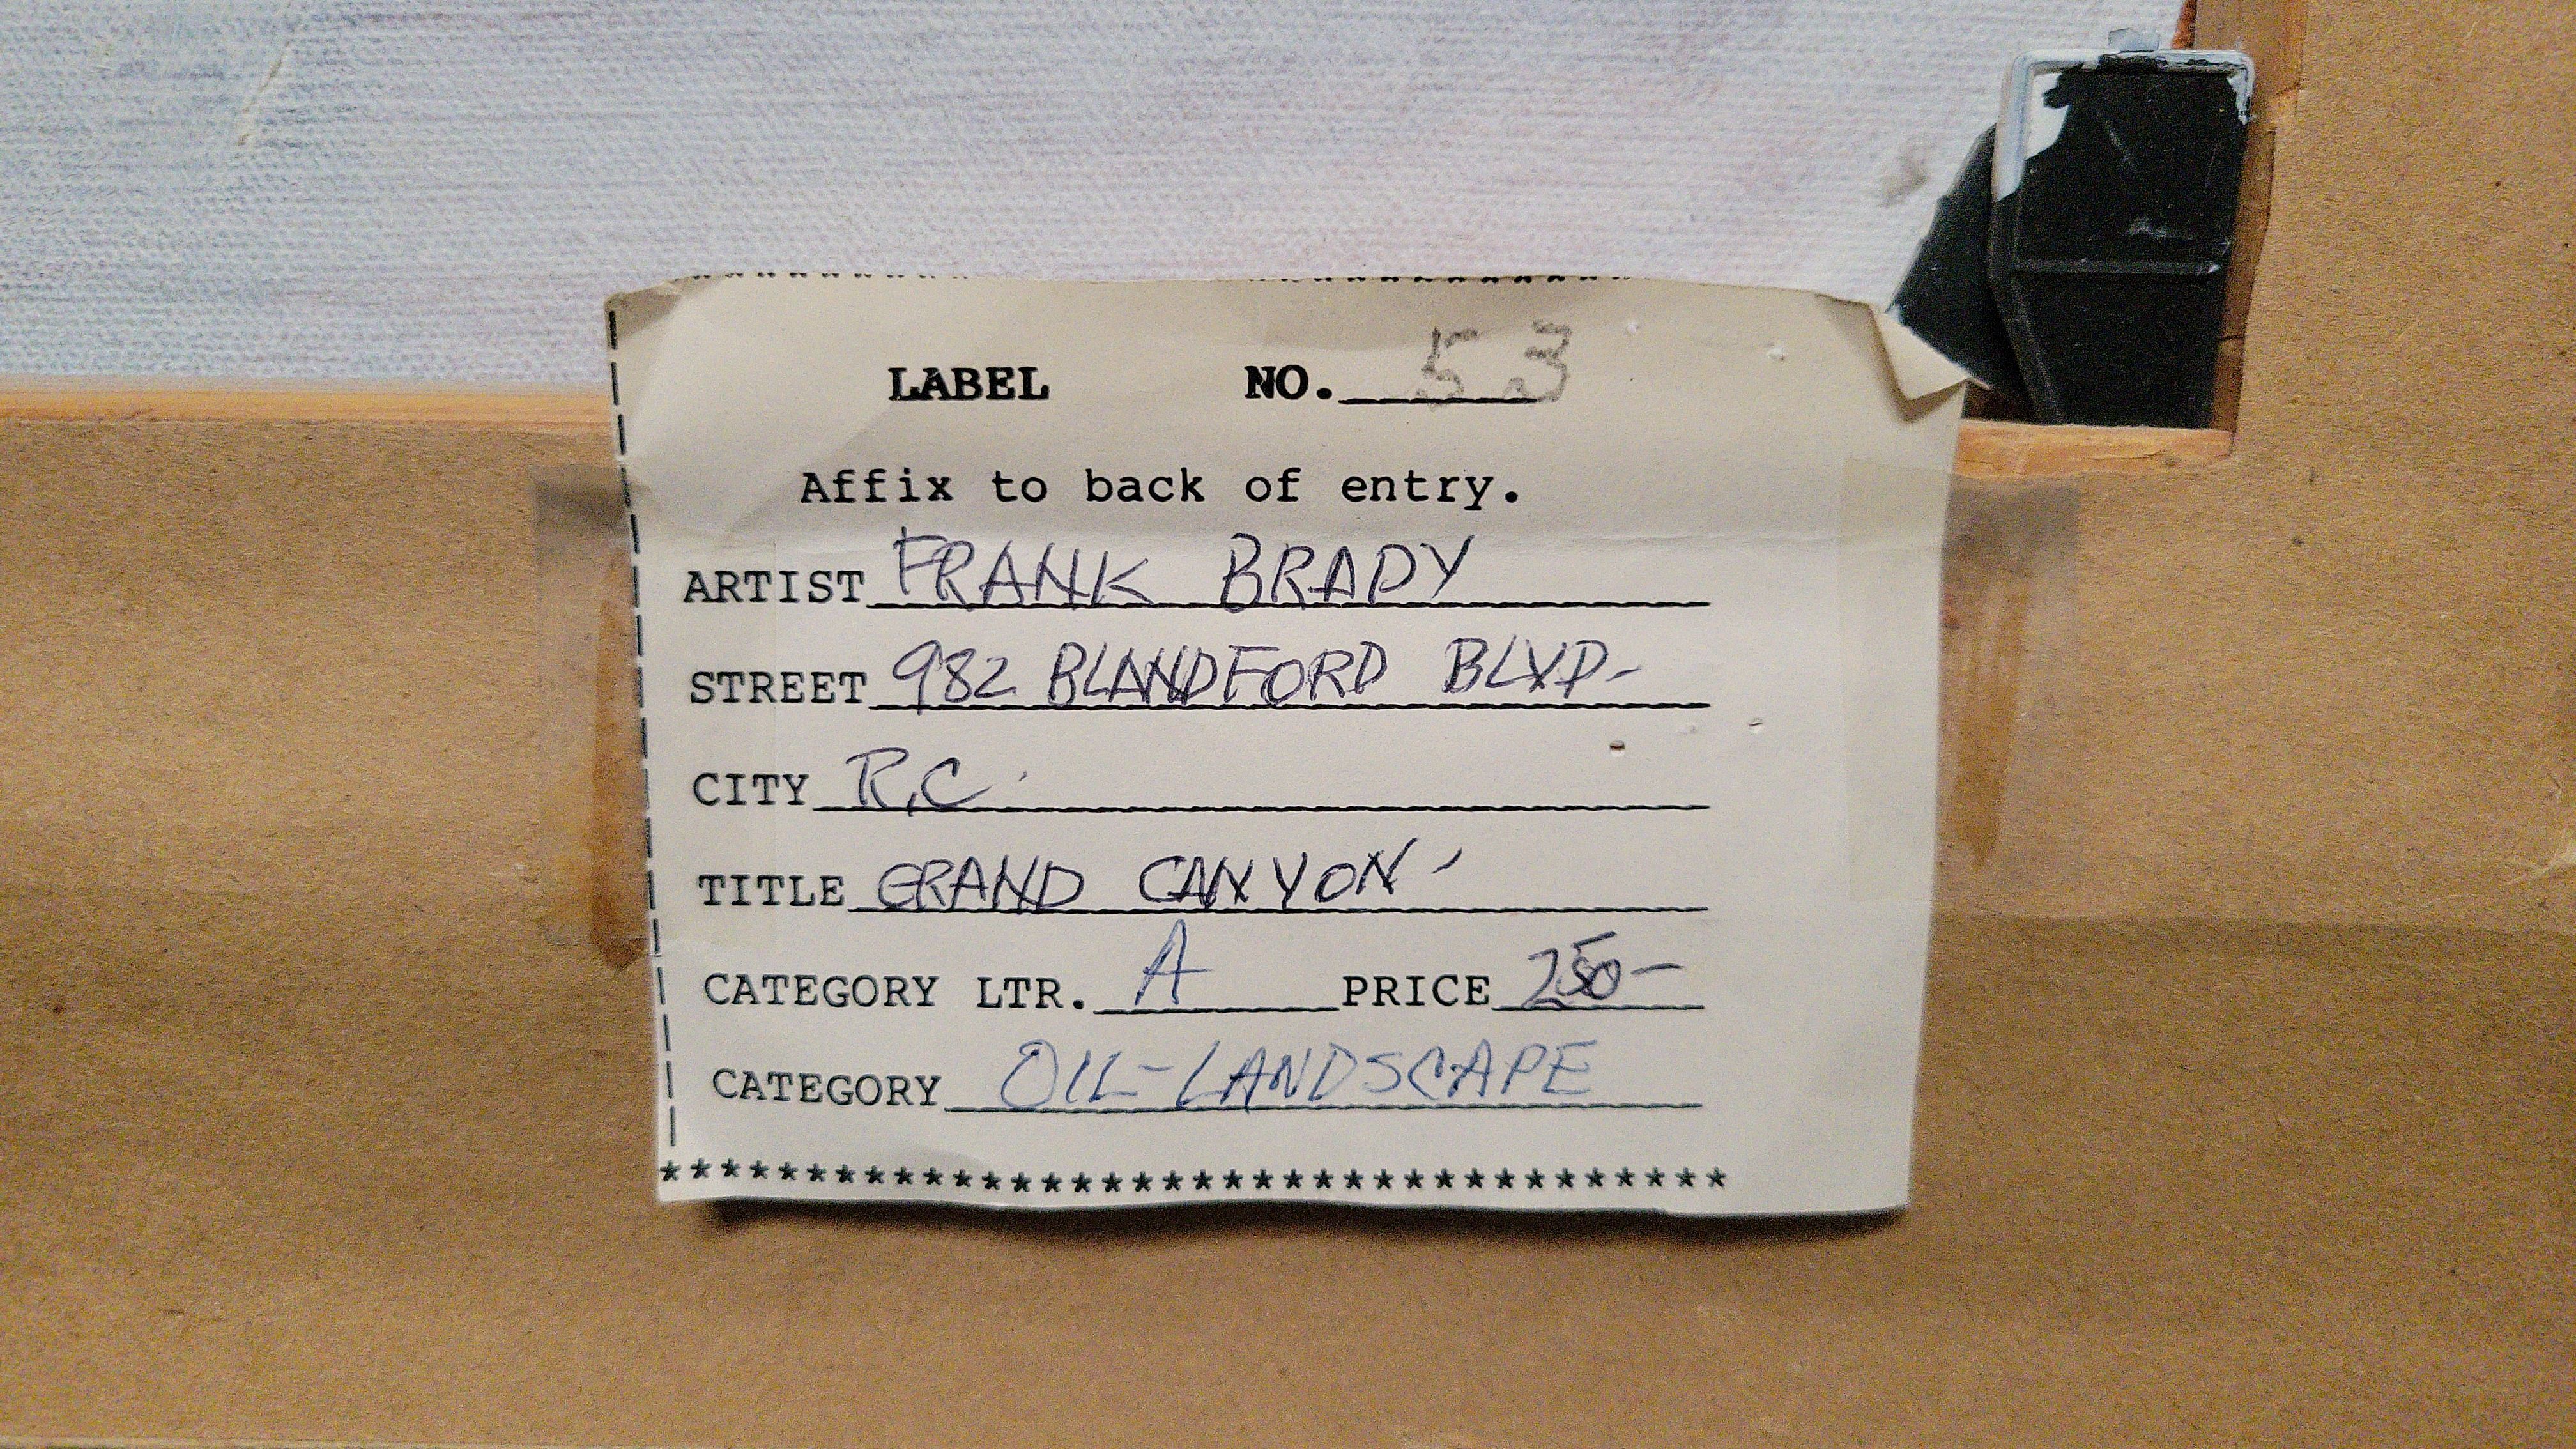 LABEL NO. 53
Affix to back of entry.
ARTIST FRANK BRADY
STREET 982 BLANDFORD BLVD-
CITY R,C.
TITLE GRAND CANYON-
CATEGORY LTR. A PRICE 250-
CATEGORY OIL-LANDSCAPE
************************************